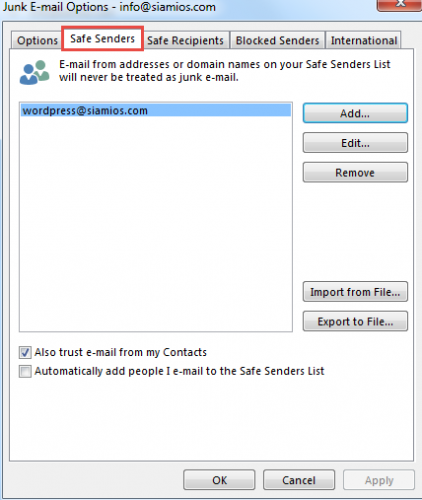 Junk E-mail Options - info@siamios.com
Options Safe Senders Safe Recipients Blocked Senders International
E-mail from addresses or domain names on your Safe Senders List
will never be treated as junk e-mail.
wordpress@siamios.com
Add...
Edit...
Remove
Import from File...
Export to File...
Also trust e-mail from my Contacts
Automatically add people I e-mail to the Safe Senders List
OK Cancel Apply